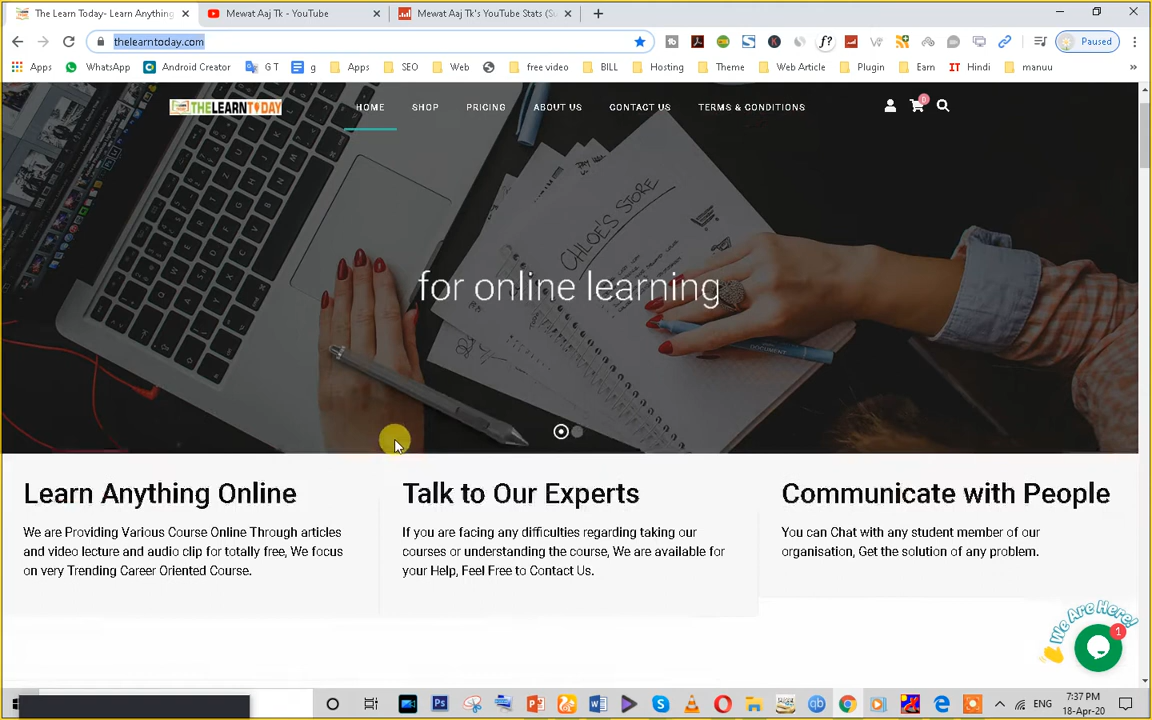 The Learn Today- Learn Anything
Mewat Aaj Tk - YouTube
Mewat Aaj Tk's YouTube Stats (Su
thelearntoday.com
Paused
Apps
WhatsApp
Android Creator
G T
g
Apps
SEO
Web
free video
BILL
Hosting
Theme
Web Article
Plugin
Earn
IT Hindi
manuu
THELEARNTODAY
HOME
SHOP
PRICING
ABOUT US
CONTACT US
TERMS & CONDITIONS
0
CHLOE'S STORE
for online learning
DOCUMENT
Learn Anything Online
We are Providing Various Course Online Through articles
and video lecture and audio clip for totally free, We focus
on very Trending Career Oriented Course.
Talk to Our Experts
If you are facing any difficulties regarding taking our
courses or understanding the course, We are available for
your Help, Feel Free to Contact Us.
Communicate with People
You can Chat with any student member of our
organisation, Get the solution of any problem.
We Are Here!
1
ENG
7:37 PM
18-Apr-20